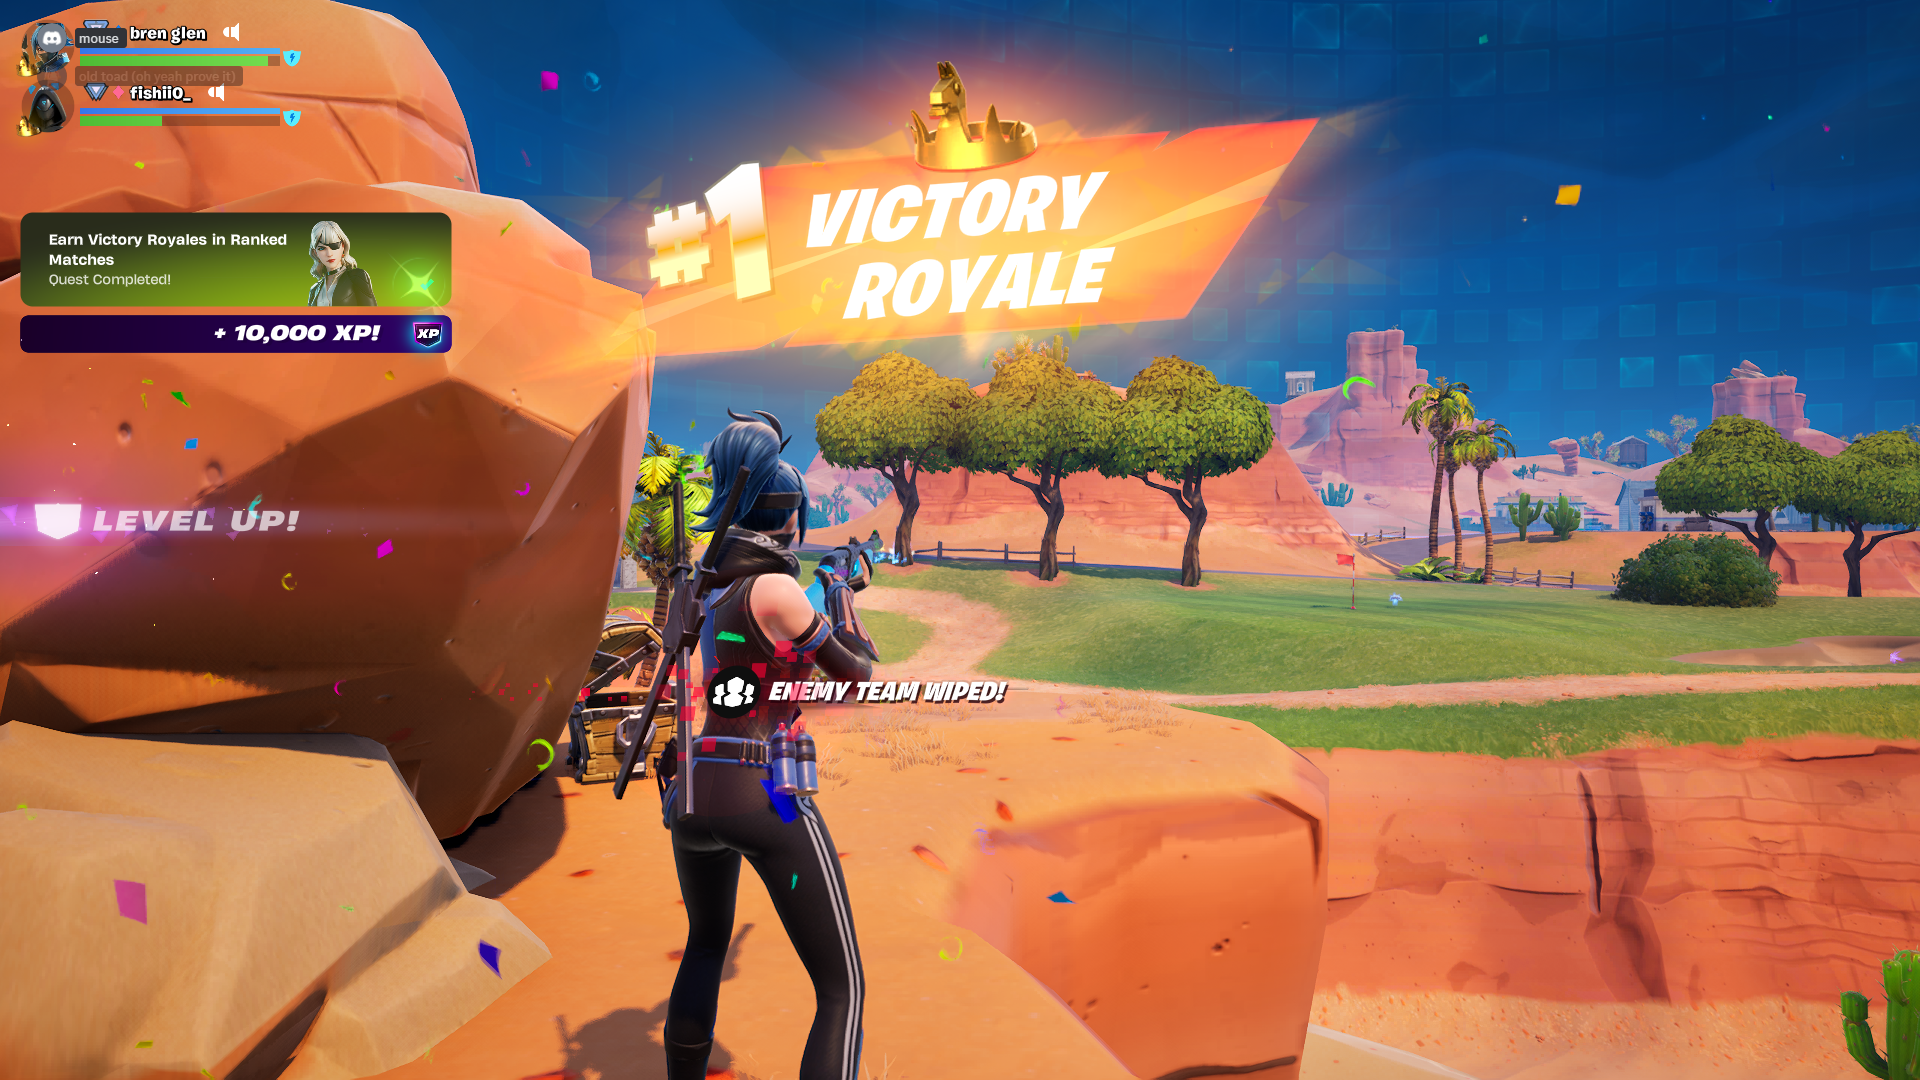 mouse
bren glen
old toad (oh yeah prove it)
fishii0_
#1 VICTORY
ROYALE
Earn Victory Royales in Ranked
Matches
Quest Completed!
+ 10,000 XP!
XP
LEVEL UP!
ENEMY TEAM WIPED!